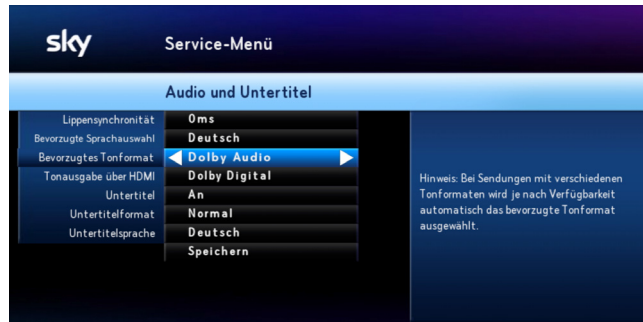 sky Service-Menü
Audio und Untertitel
Lippensynchronität 0ms
Bevorzugte Sprachauswahl Deutsch
Bevorzugtes Tonformat Dolby Audio
Tonausgabe über HDMI Dolby Digital
Untertitel An
Untertitelformat Normal
Untertitelsprache Deutsch
Speichern
Hinweis: Bei Sendungen mit verschiedenen
Tonformaten wird je nach Verfügbarkeit
automatisch das bevorzugte Tonformat
ausgewählt.